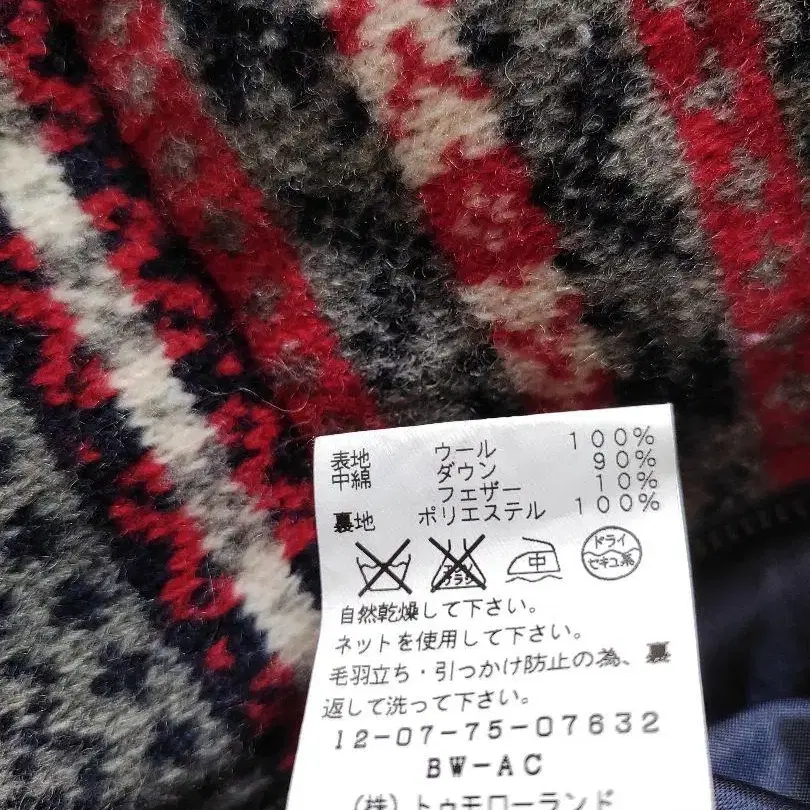 表地 ウール 100%
中綿 ダウン 90%
フェザー 10%
裏地 ポリエステル 100%
中
ドライ
セキユ系
自然乾燥して下さい。
ネットを使用して下さい。
毛羽立ち・引っかけ防止の為、裏
返して洗って下さい。
12-07-75-07632
BW-AC
(株)トゥモローランド